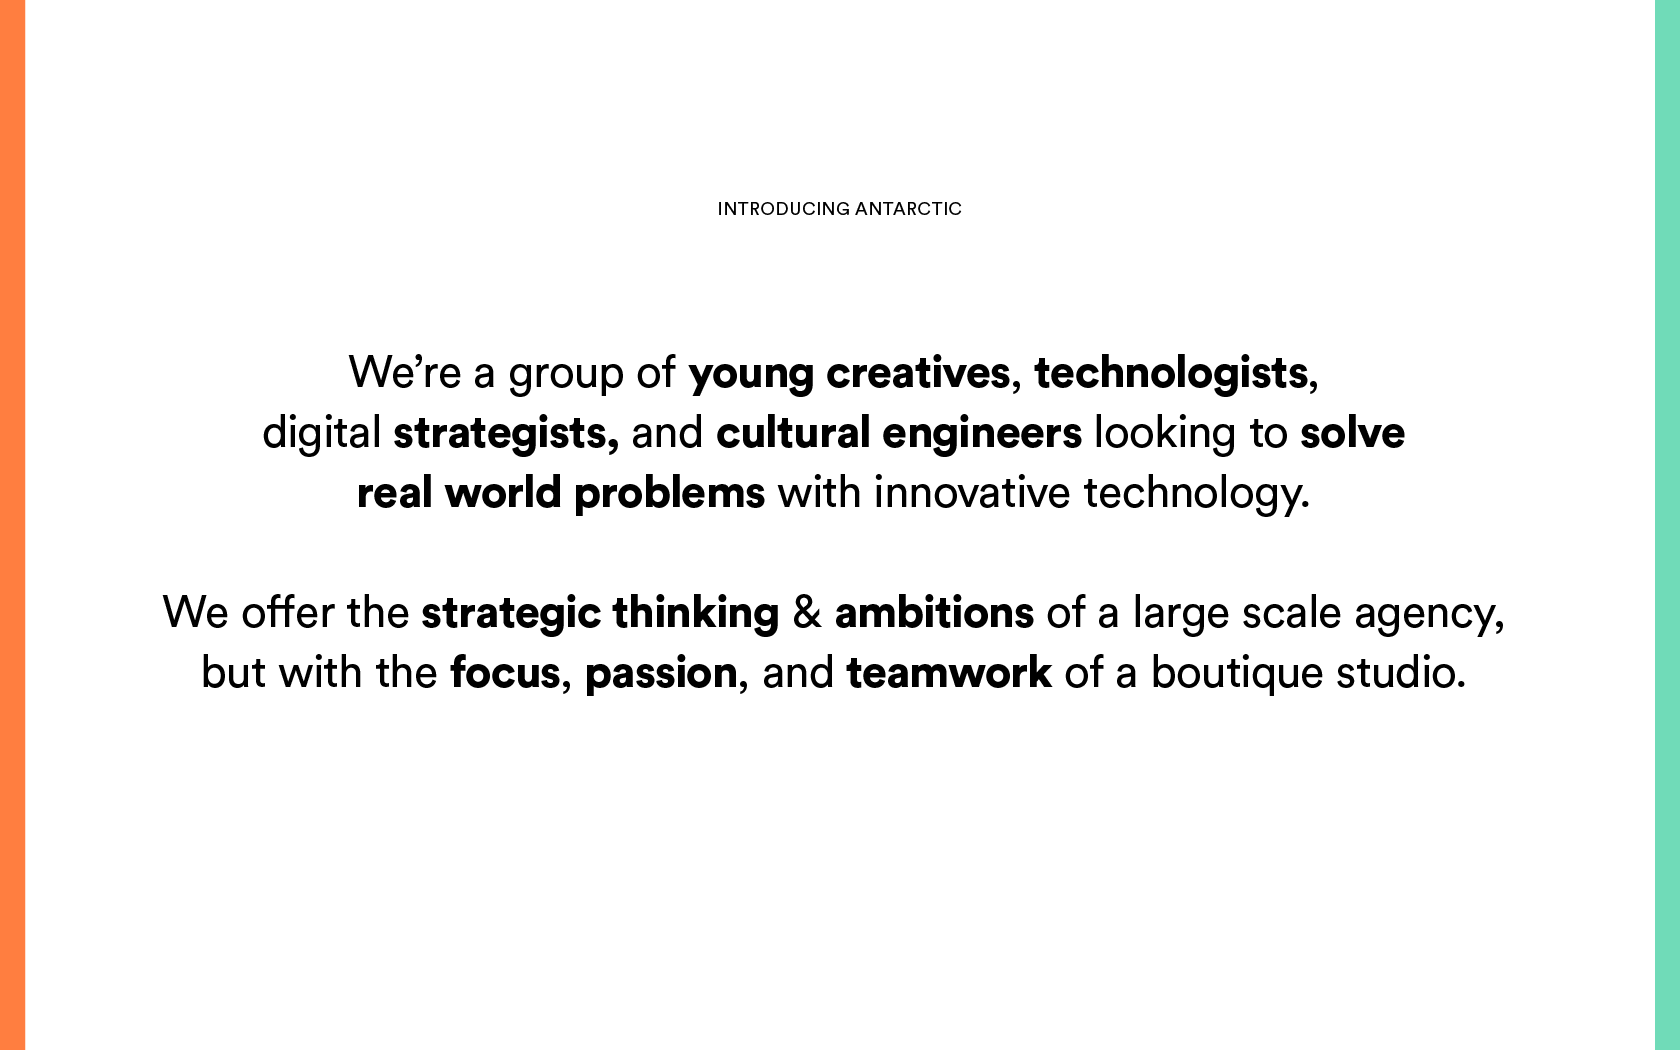 INTRODUCING ANTARCTIC
We’re a group of young creatives, technologists,
digital strategists, and cultural engineers looking to solve
real world problems with innovative technology.
We offer the strategic thinking & ambitions of a large scale agency,
but with the focus, passion, and teamwork of a boutique studio.